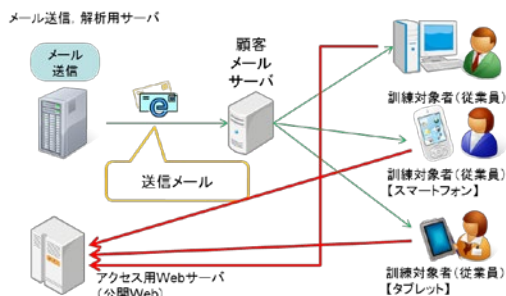 メール送信，解析用サーバ
メール
送信
顧客
メール
サーバ
送信メール
訓練対象者(従業員)
訓練対象者(従業員)
【スマートフォン】
訓練対象者(従業員)
【タブレット】
アクセス用Webサーバ
(公開Web)